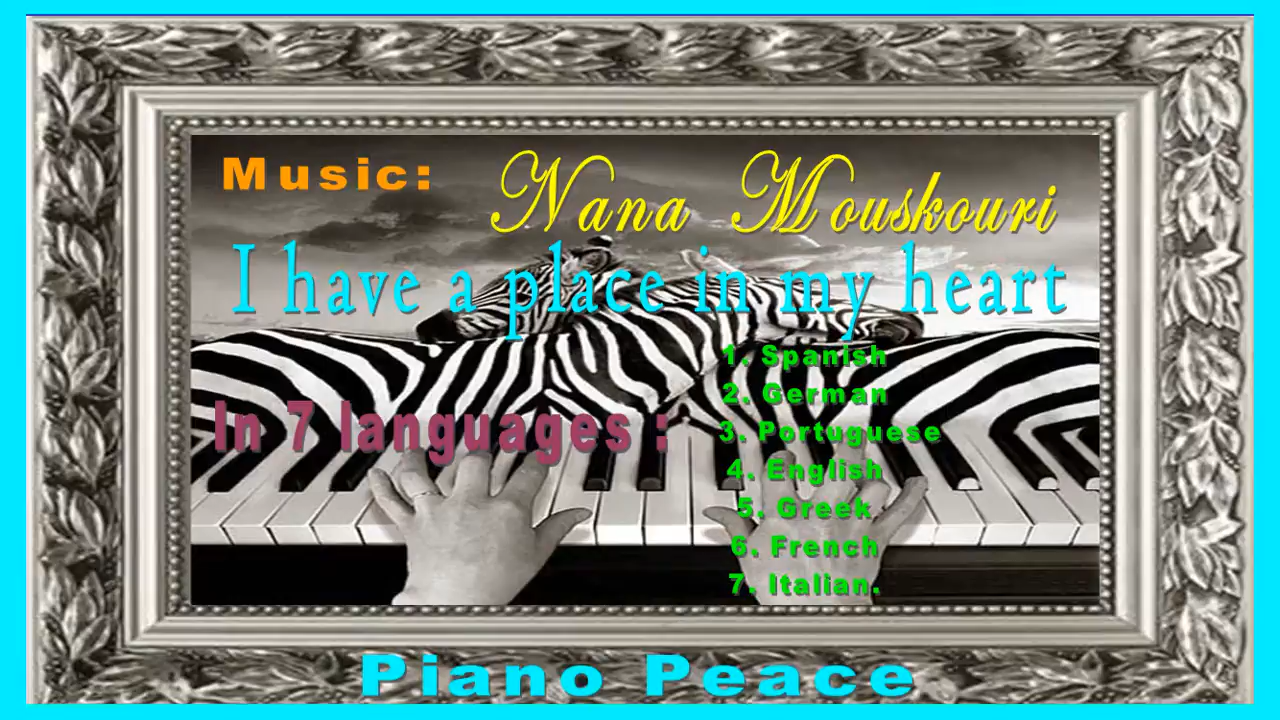 Music: Nana Mouskouri
I have a place in my heart
In 7 languages :
1. Spanish
2. German
3. Portuguese
4. English
5. Greek
6. French
7. Italian.
Piano Peace